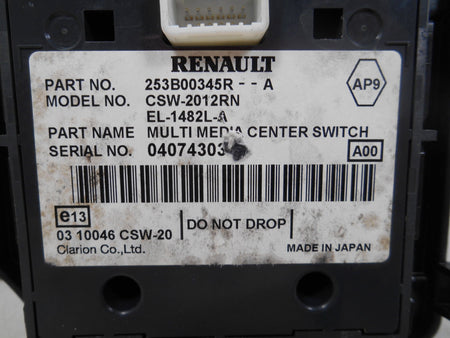 RENAULT
PART NO. 253B00345R - - A
AP9
MODEL NO. CSW-2012RN
EL-1482L-A
PART NAME MULTI MEDIA CENTER SWITCH
SERIAL NO. 04074303
A00
e13
DO NOT DROP
03 10046 CSW-20
Clarion Co.,Ltd.
MADE IN JAPAN